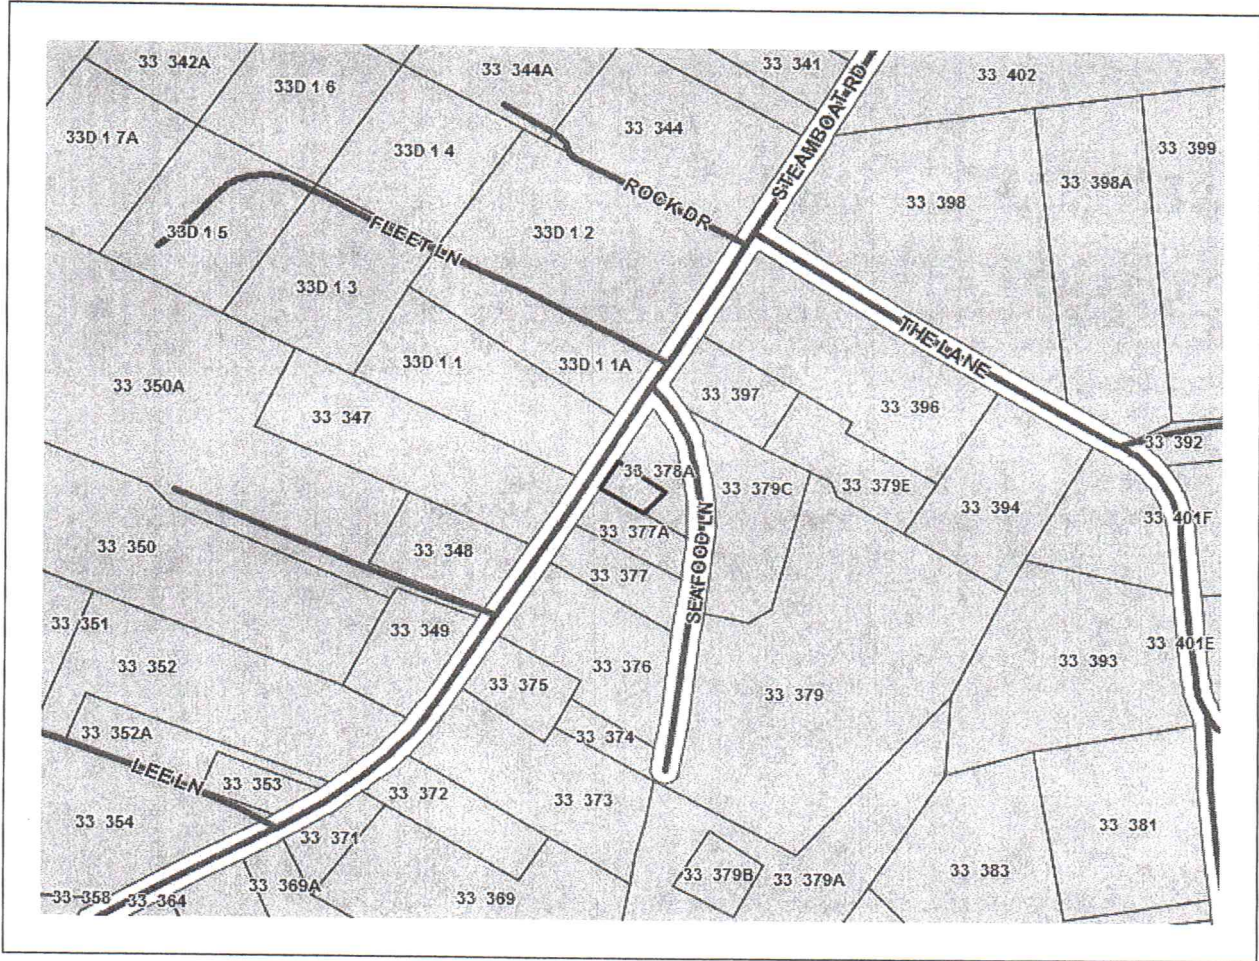 33 342A
33D 1 6
33 344A
33 341
33 402
33D 1 7A
33D 1 4
33 344
STEAMBOAT RD
33 399
33 398A
33 398
ROCK DR
33D 1 5
FLEET LN
33D 1 2
33D 1 3
THE LANE
33D 1 1
33D 1 1A
33 350A
33 347
33 397
33 396
33 392
33 378A
33 379C
33 379E
33 394
33 401F
33 377A
33 350
33 348
33 377
SEAFOOD LN
33 351
33 349
33 352
33 376
33 393
33 401E
33 375
33 379
33 352A
33 374
LEE LN
33 353
33 372
33 373
33 354
33 371
33 381
33 379B
33 379A
33 383
33 369A
33 358
33 364
33 369